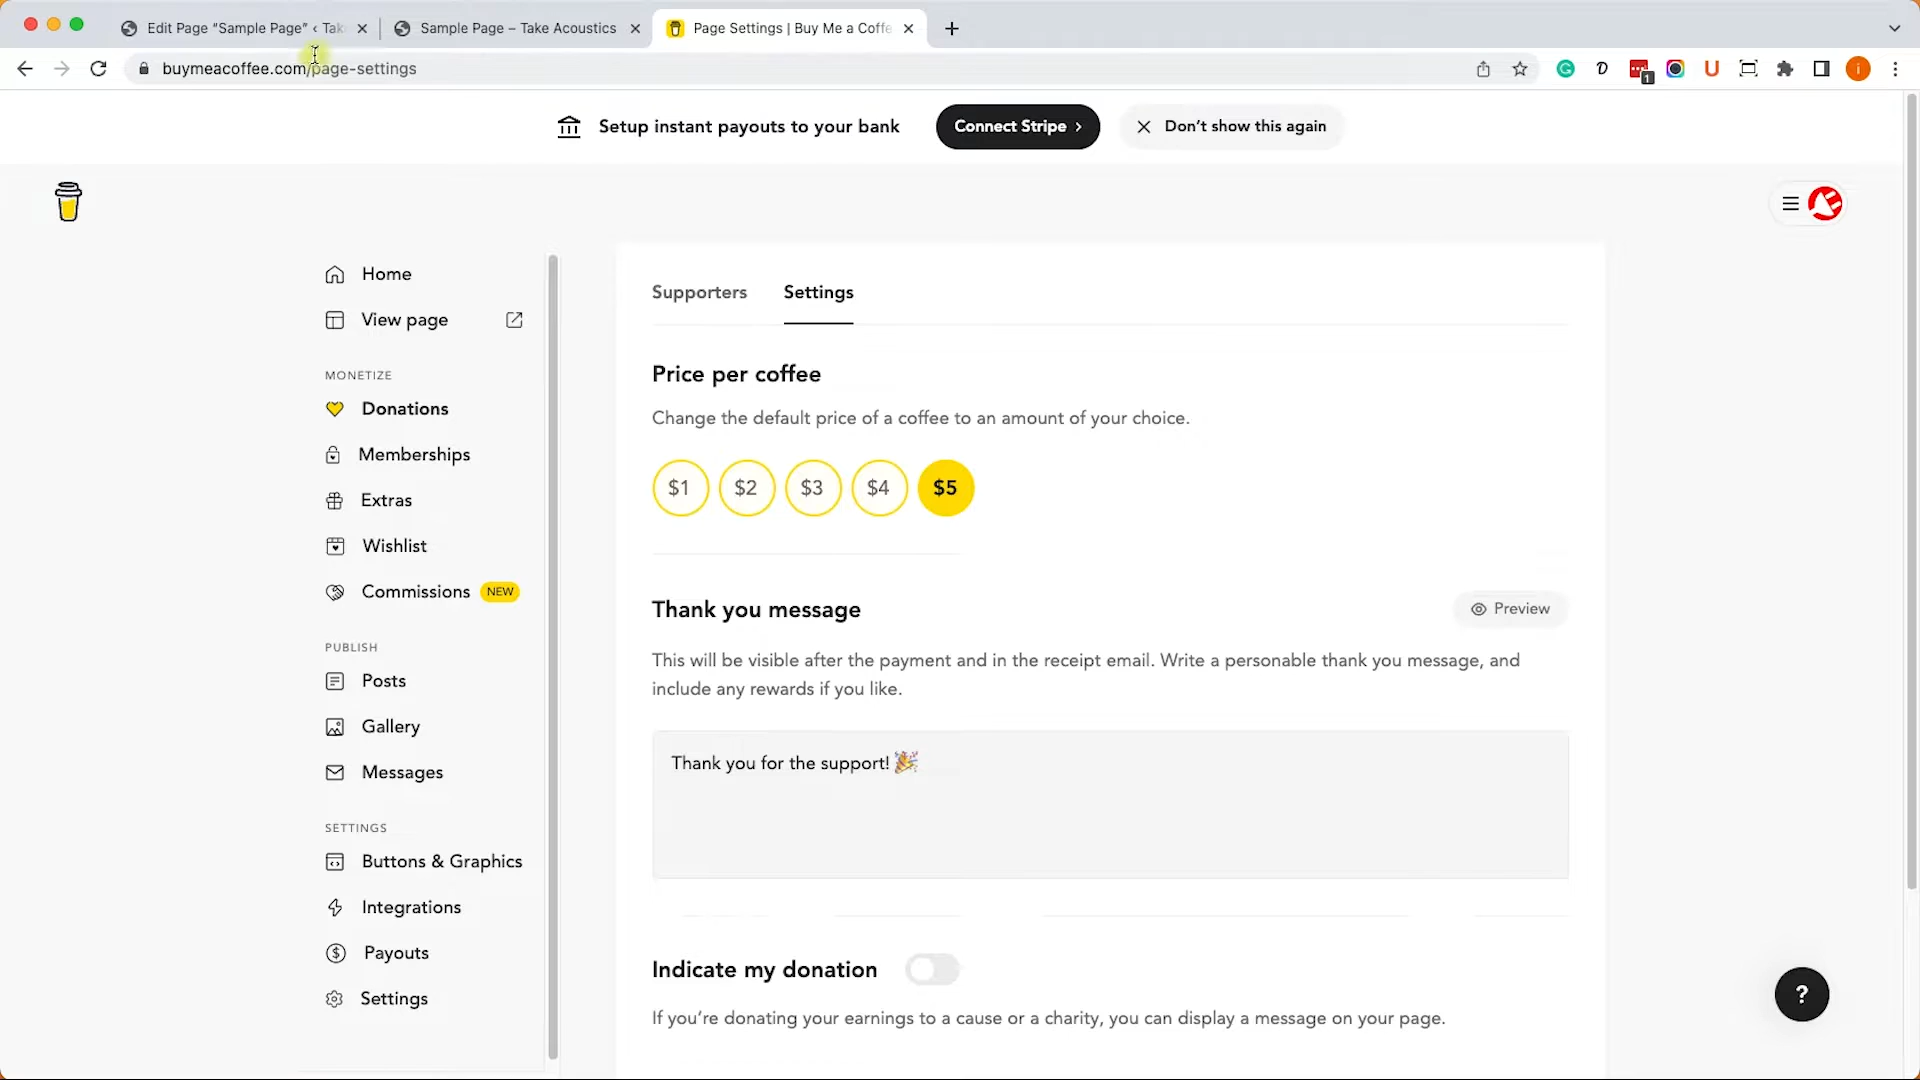 Edit Page “Sample Page” ‹ Tak
Sample Page – Take Acoustics
Page Settings | Buy Me a Coffe
buymeacoffee.com/page-settings
1
i
Setup instant payouts to your bank
Connect Stripe ›
Don’t show this again
Home
View page
MONETIZE
Donations
Memberships
Extras
Wishlist
Commissions NEW
PUBLISH
Posts
Gallery
Messages
SETTINGS
Buttons & Graphics
Integrations
Payouts
Settings
Supporters
Settings
Price per coffee
Change the default price of a coffee to an amount of your choice.
$1 $2 $3 $4 $5
Thank you message
Preview
This will be visible after the payment and in the receipt email. Write a personable thank you message, and
include any rewards if you like.
Thank you for the support! 🎉
Indicate my donation
If you’re donating your earnings to a cause or a charity, you can display a message on your page.
?